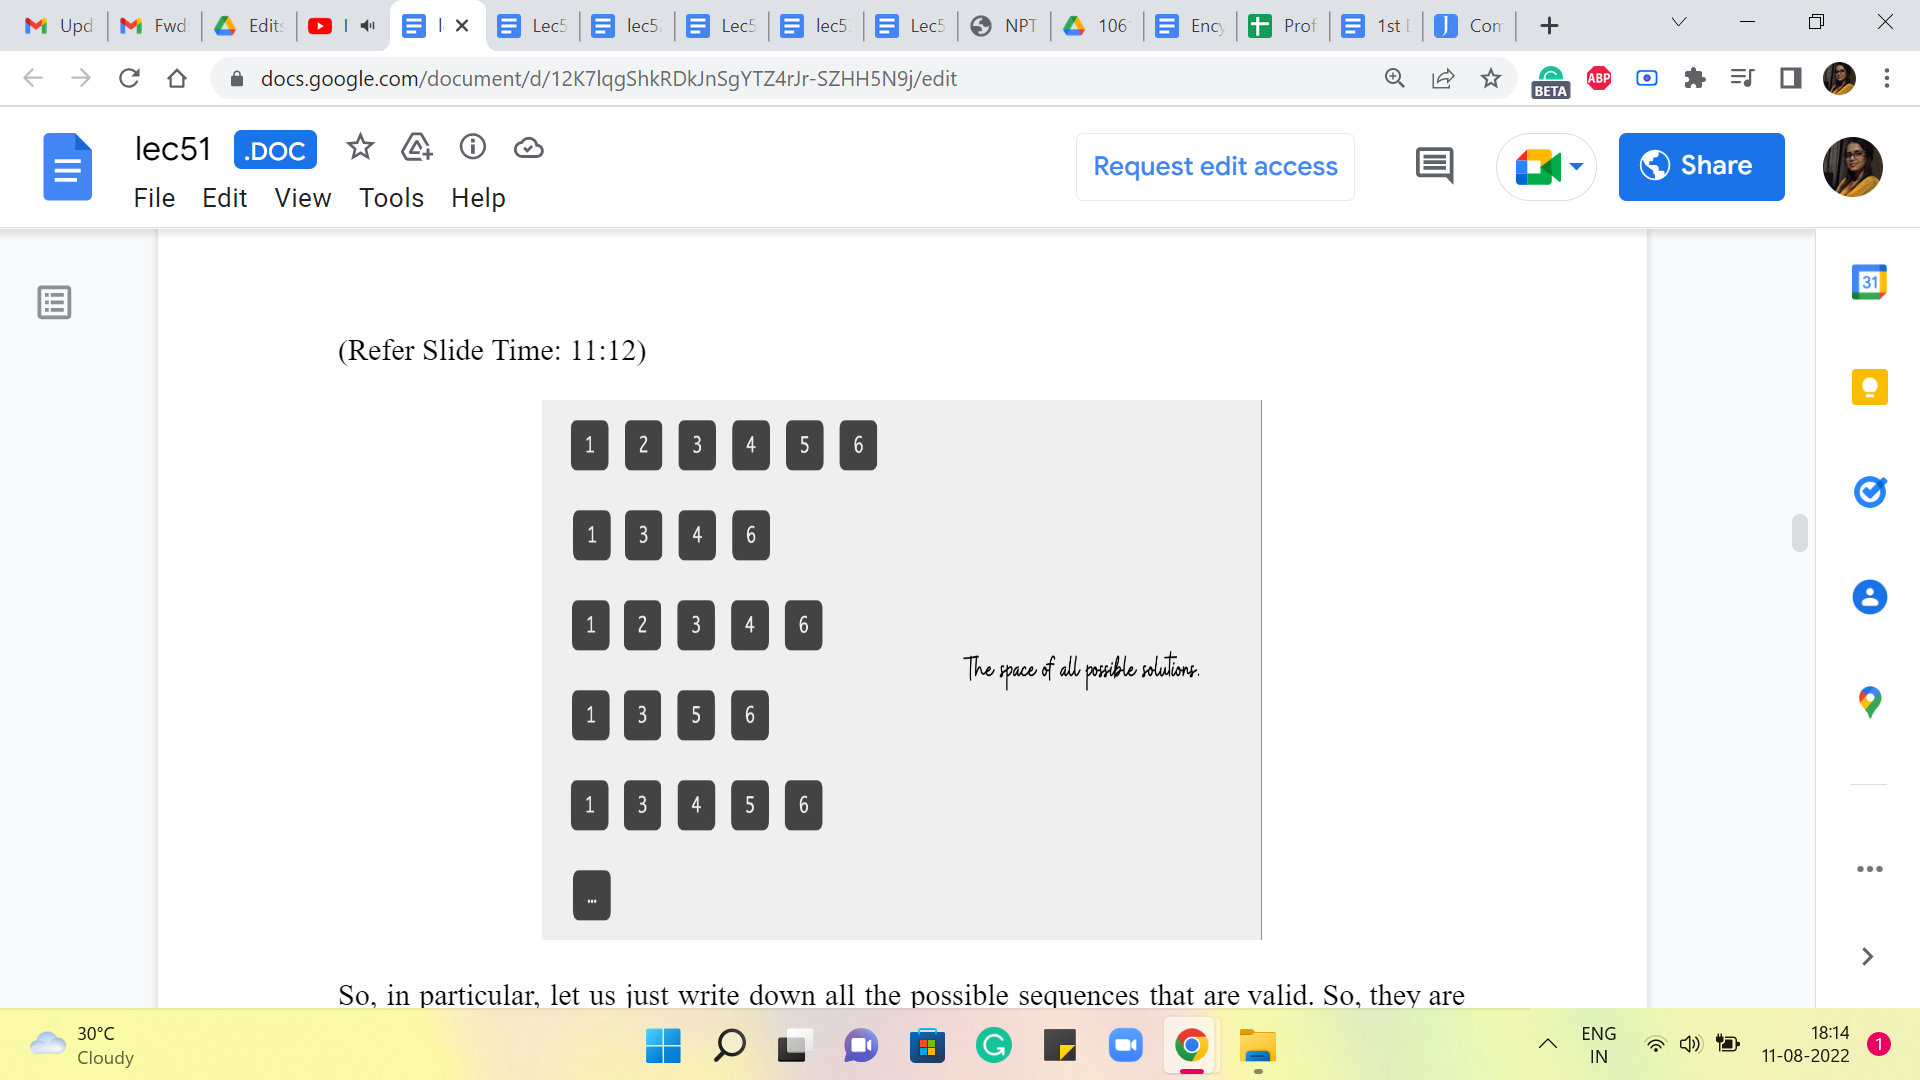 Upd
Fwd
Edits
l
Lec5
lec5
Lec5
lec5
Lec5
NPT
106
Ency
Prof
1st
Con
docs.google.com/document/d/12K7lqgShkRDkJnSgYTZ4rJr-SZHH5N9j/edit
BETA
ABP
lec51 .DOC
Request edit access
Share
File Edit View Tools Help
31
(Refer Slide Time: 11:12)
1 2 3 4 5 6
1 3 4 6
1 2 3 4 6
The space of all possible solutions.
1 3 5 6
1 3 4 5 6
...
So, in particular, let us just write down all the possible sequences that are valid. So, they are
30°C
Cloudy
ENG
IN
18:14
11-08-2022
1